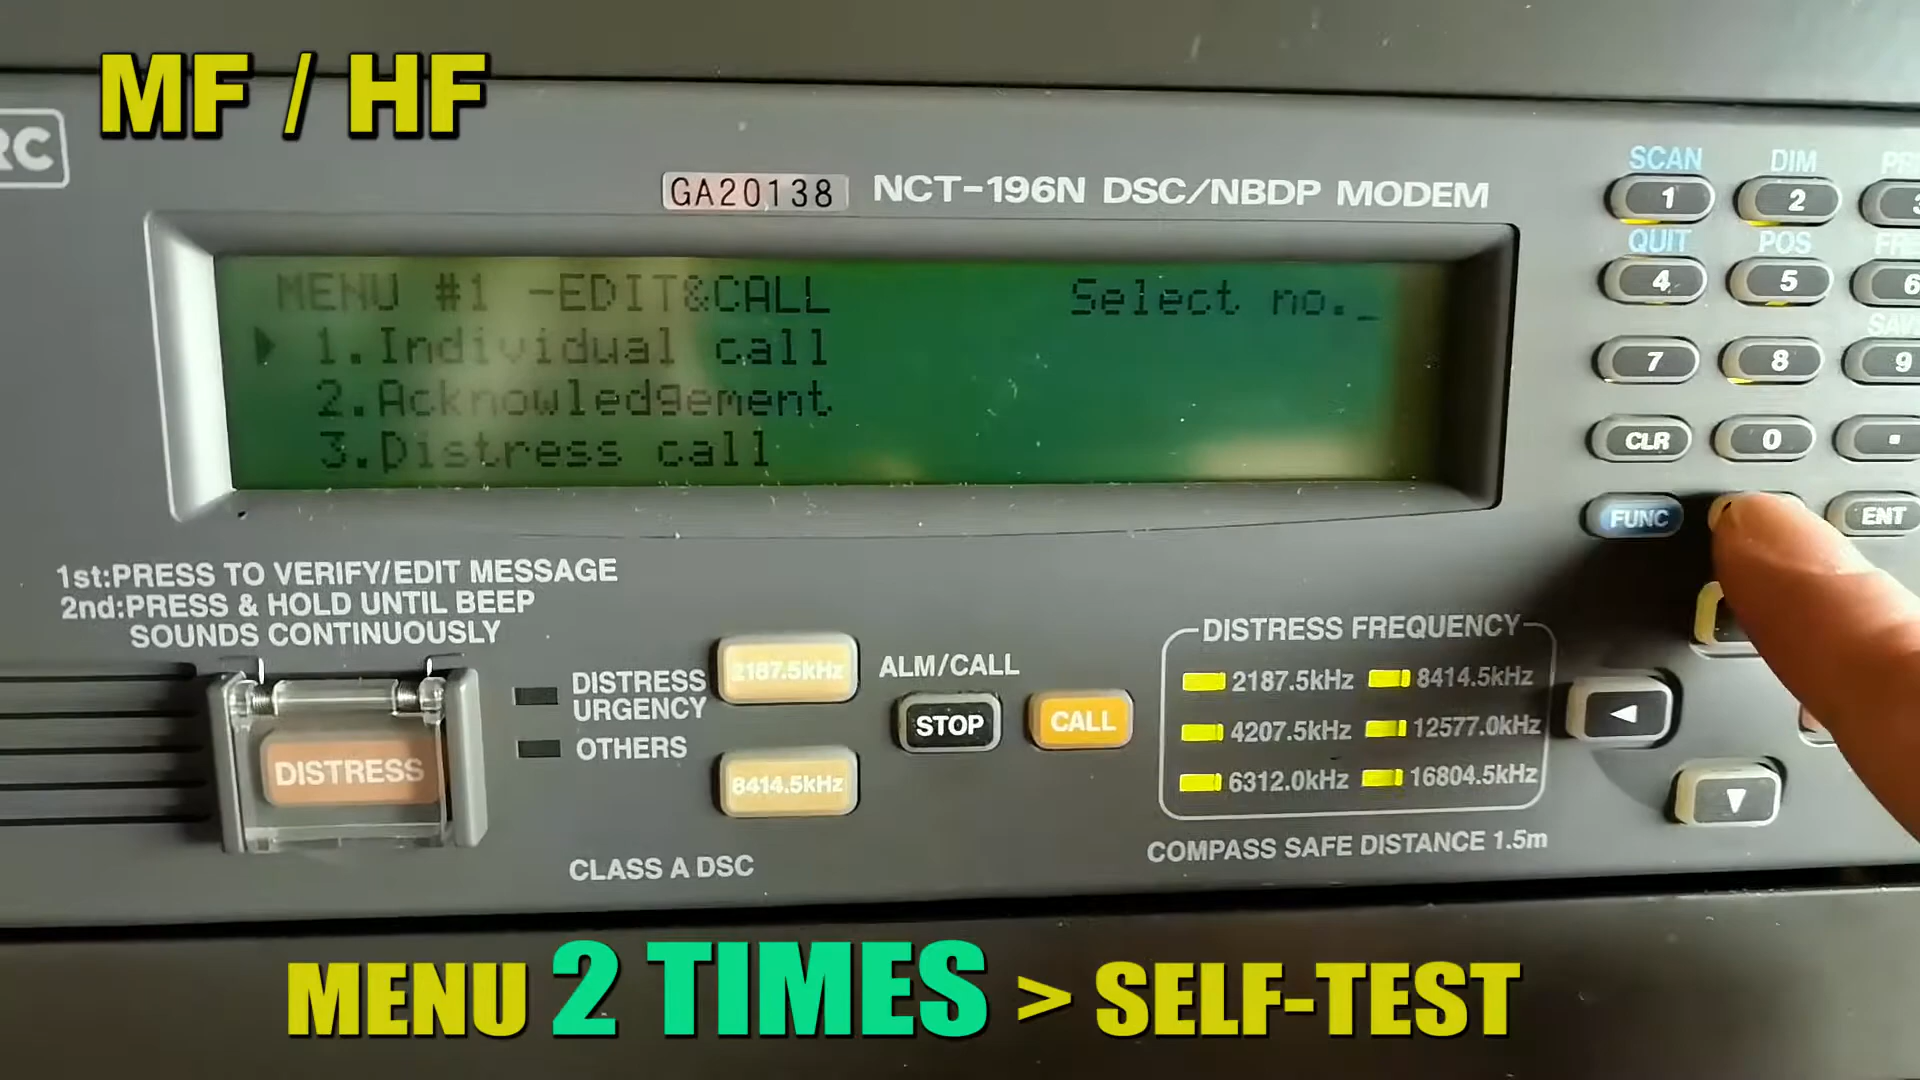 MF / HF
RC
GA20138 NCT-196N DSC/NBDP MODEM
MENU #1 -EDIT&CALL Select no._
1.Individual call
2.Acknowledgement
3.Distress call
SCAN DIM
1 2 3
QUIT POS
4 5 6
7 8 9
CLR 0 .
FUNC ENT
1st:PRESS TO VERIFY/EDIT MESSAGE
2nd:PRESS & HOLD UNTIL BEEP
SOUNDS CONTINUOUSLY
DISTRESS
DISTRESS
URGENCY
OTHERS
2187.5kHz
8414.5kHz
ALM/CALL
STOP CALL
DISTRESS FREQUENCY
2187.5kHz 8414.5kHz
4207.5kHz 12577.0kHz
6312.0kHz 16804.5kHz
COMPASS SAFE DISTANCE 1.5m
CLASS A DSC
MENU 2 TIMES > SELF-TEST